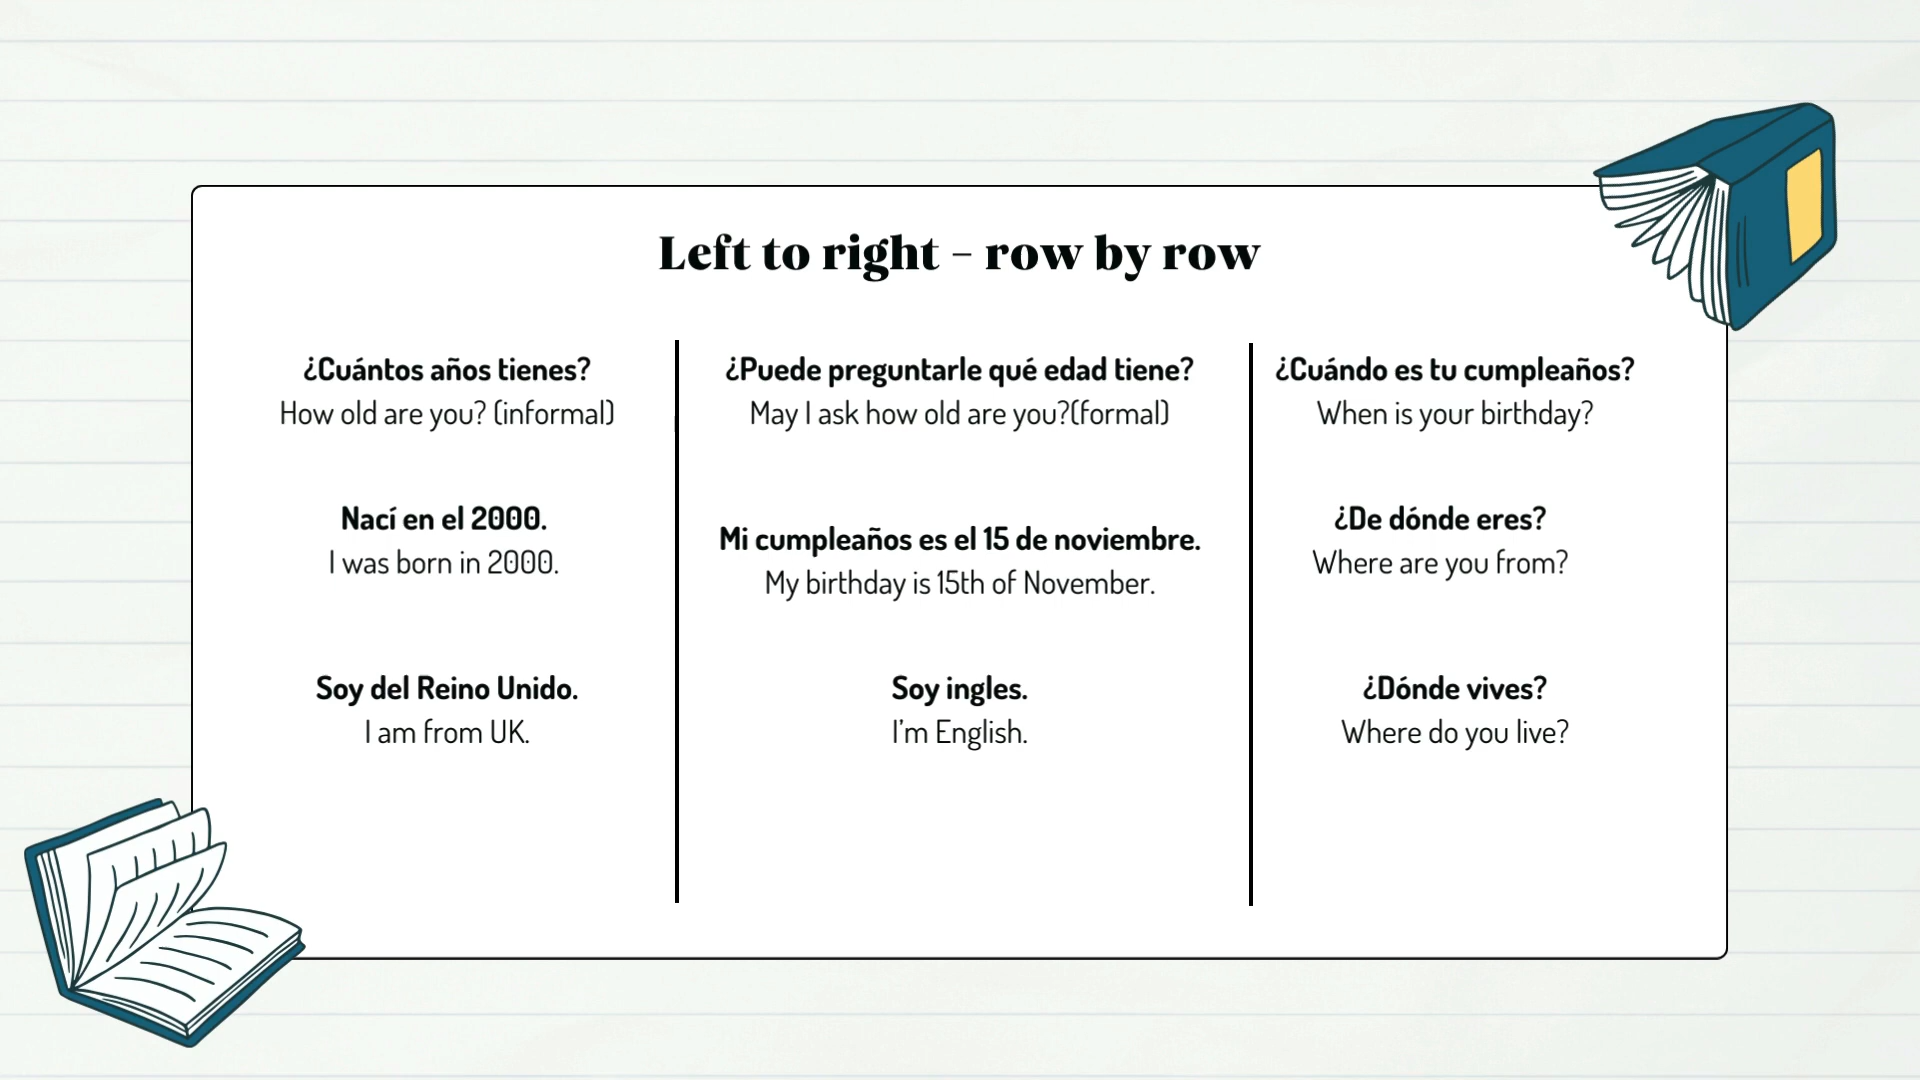 Left to right – row by row
¿Cuántos años tienes?
How old are you? (informal)
¿Puede preguntarle qué edad tiene?
May I ask how old are you?(formal)
¿Cuándo es tu cumpleaños?
When is your birthday?
Nací en el 2000.
I was born in 2000.
Mi cumpleaños es el 15 de noviembre.
My birthday is 15th of November.
¿De dónde eres?
Where are you from?
Soy del Reino Unido.
I am from UK.
Soy ingles.
I'm English.
¿Dónde vives?
Where do you live?